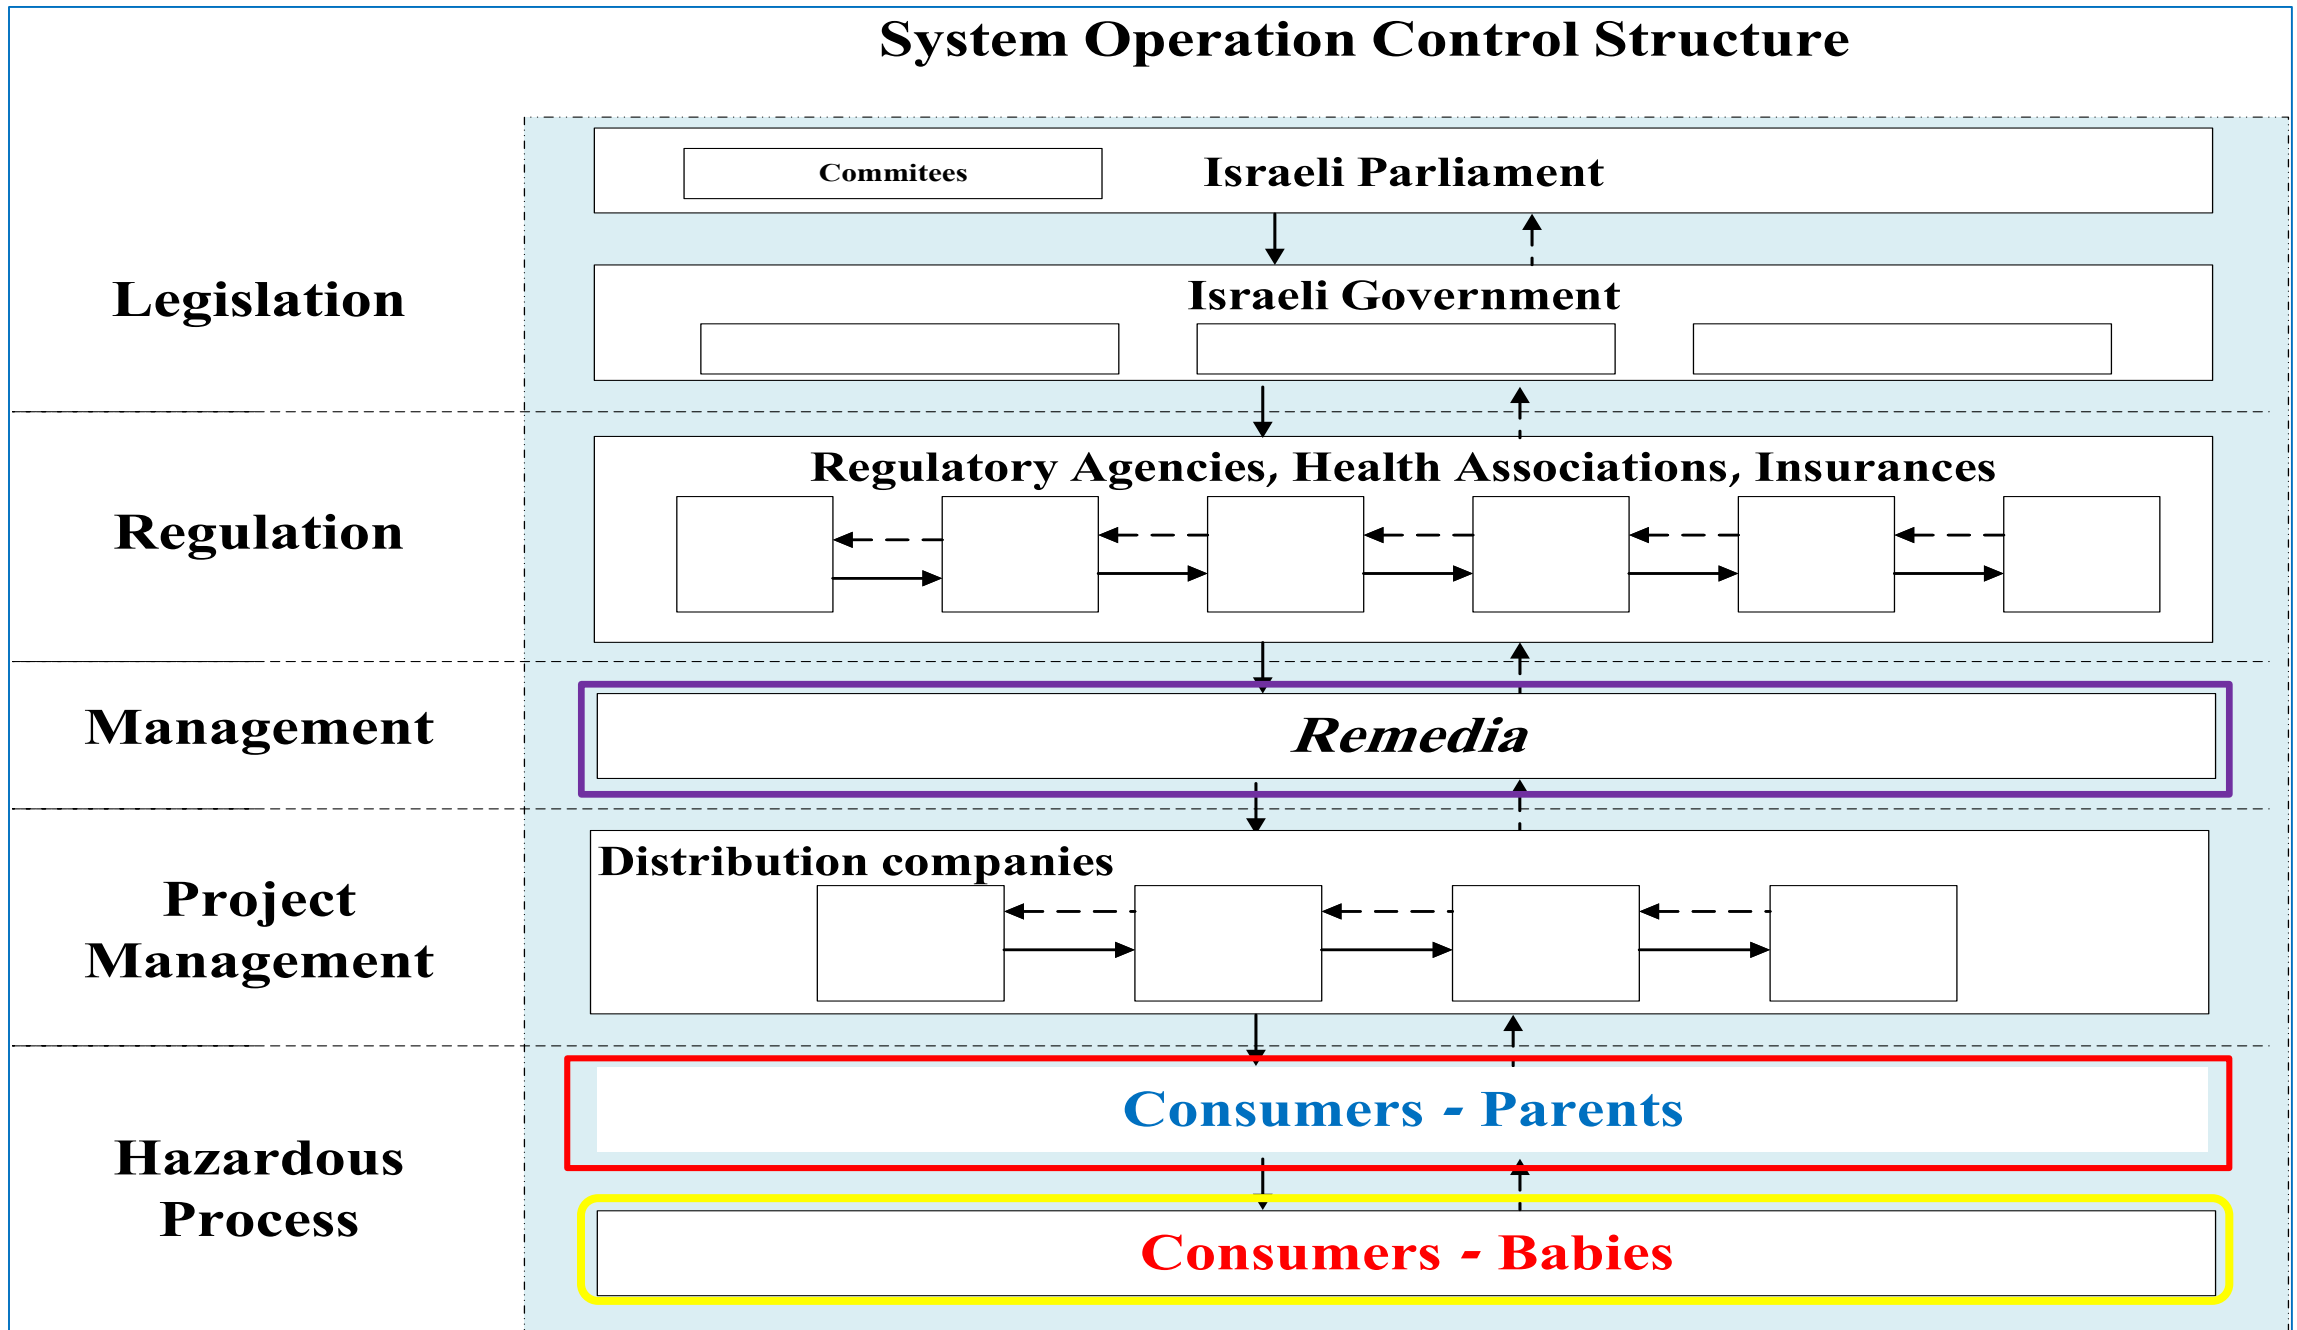 System Operation Control Structure
Commitees
Israeli Parliament
Legislation
Israeli Government
Regulation
Regulatory Agencies, Health Associations, Insurances
Management
Remedia
Project
Management
Distribution companies
Hazardous
Process
Consumers - Parents
Consumers - Babies